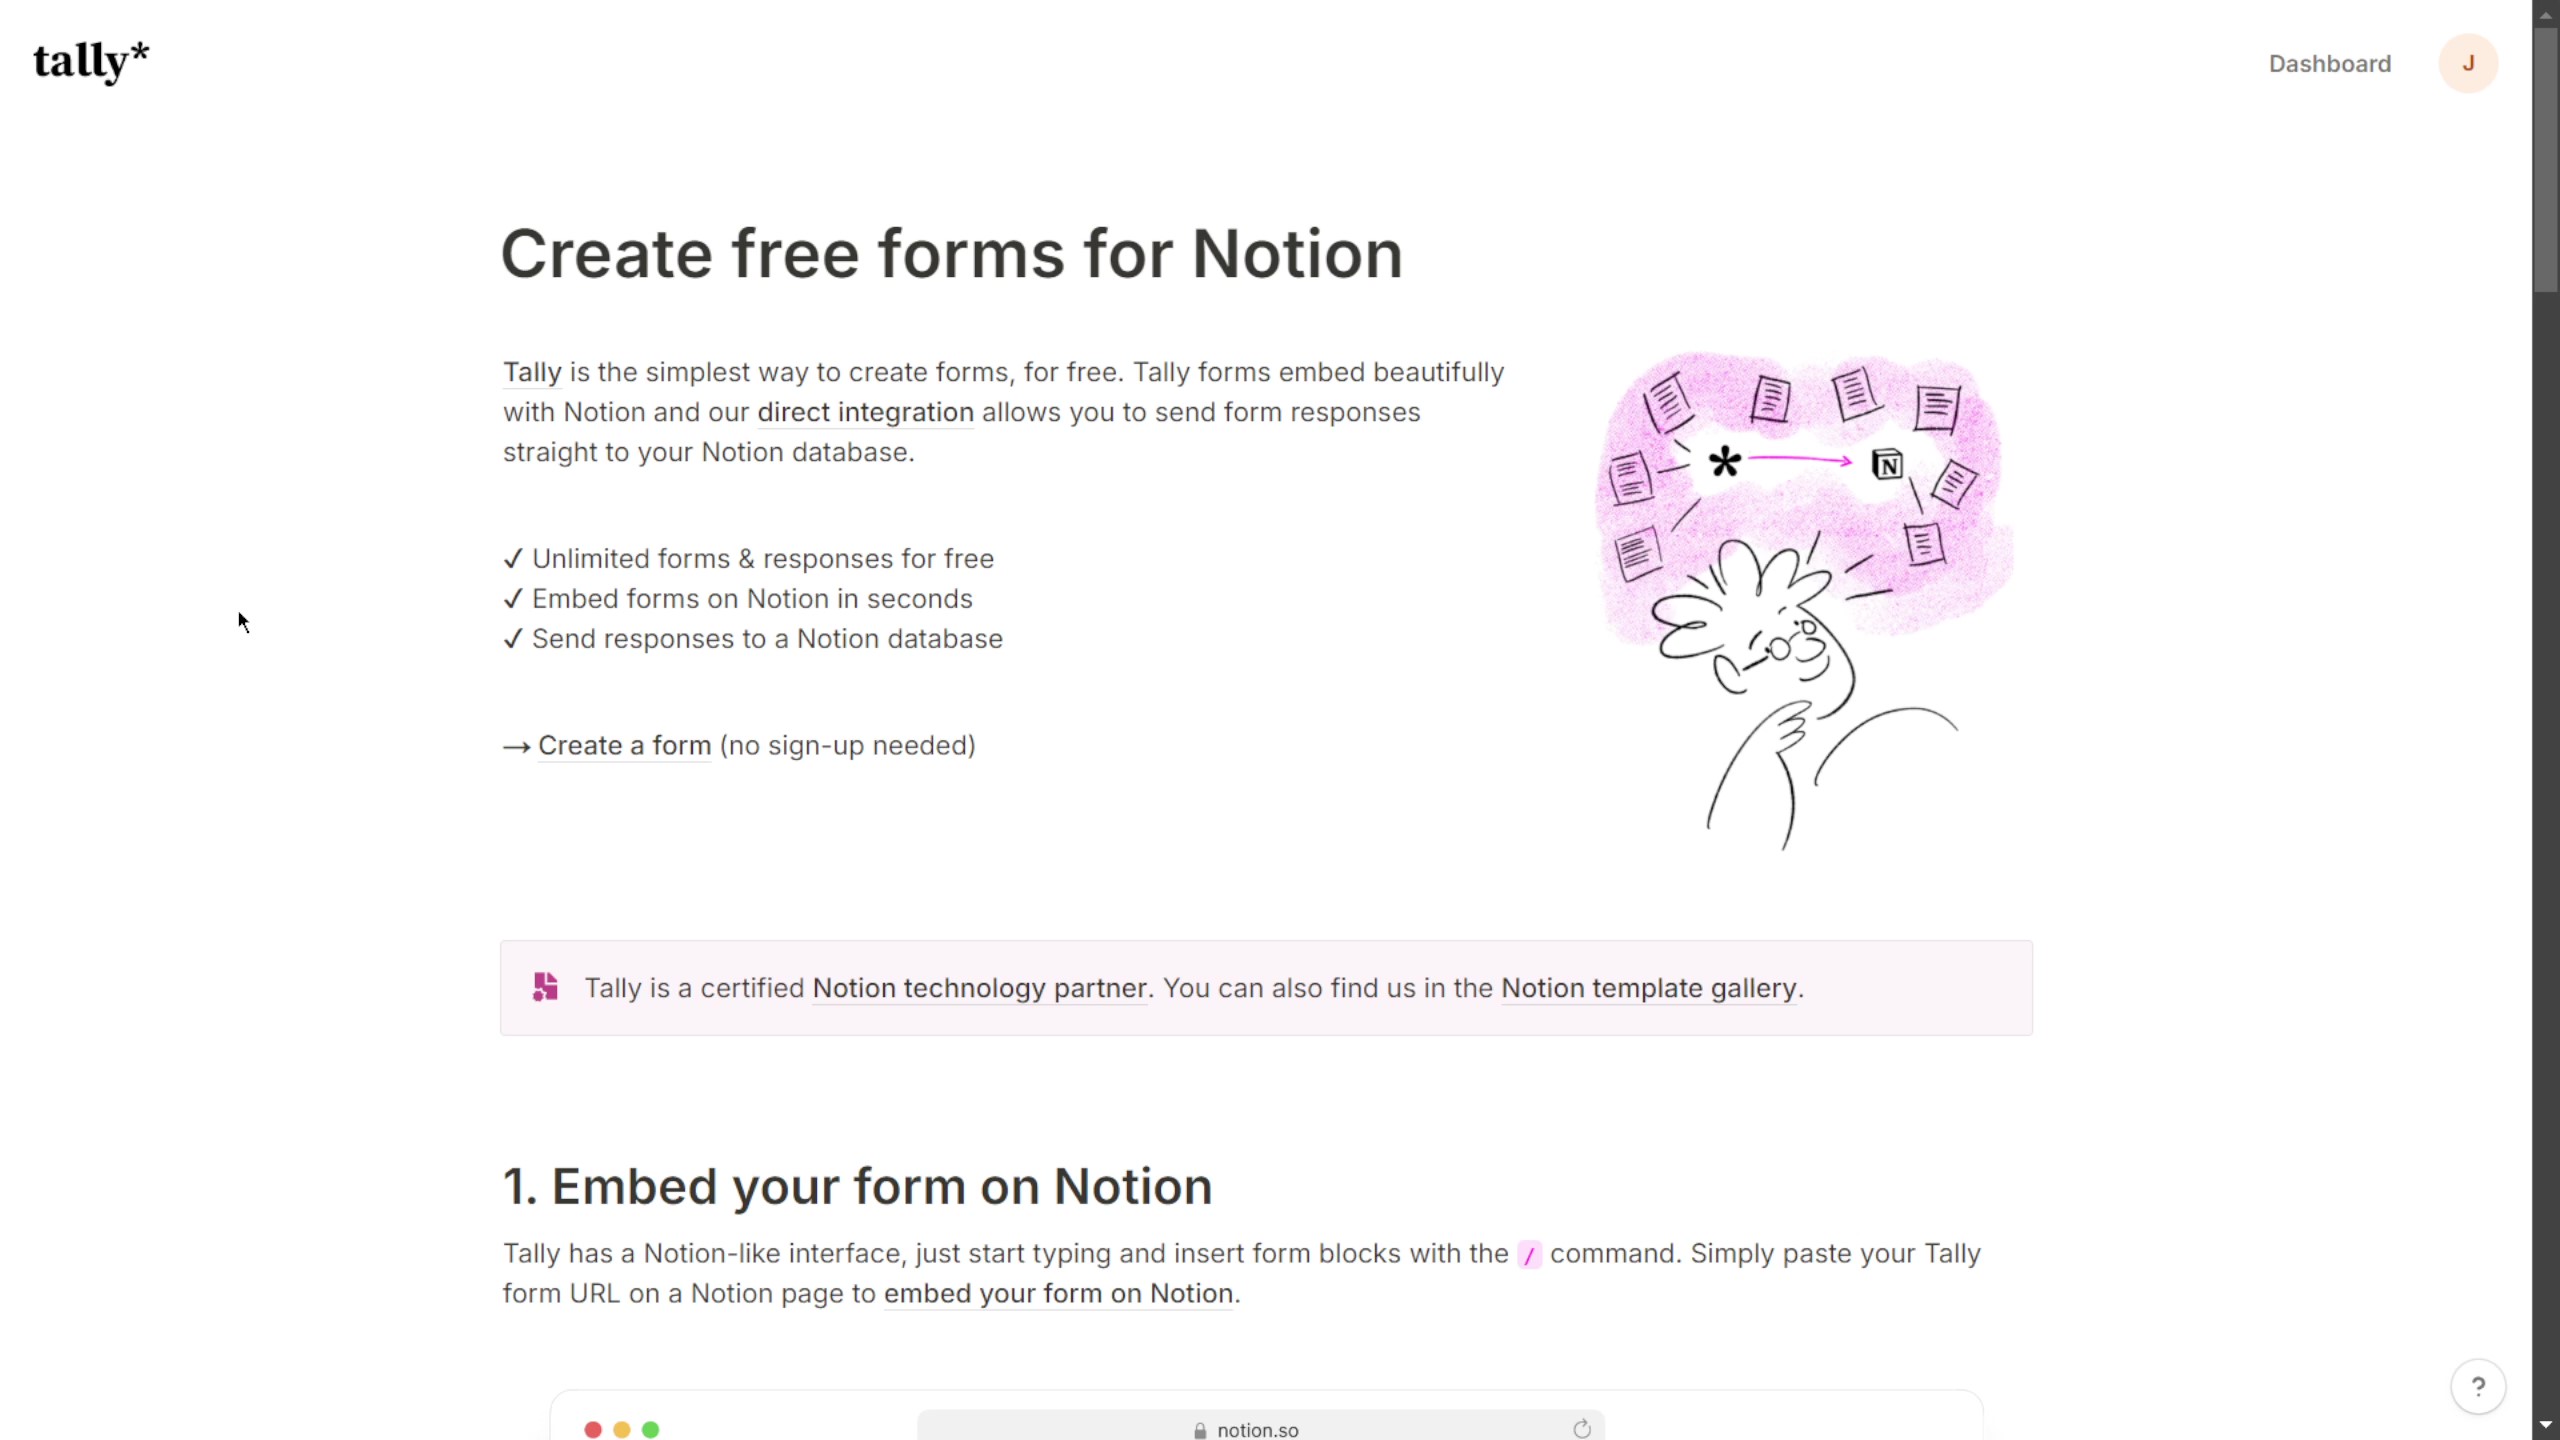 tally*
Dashboard
J
Create free forms for Notion
Tally is the simplest way to create forms, for free. Tally forms embed beautifully
with Notion and our direct integration allows you to send form responses
straight to your Notion database.
✓ Unlimited forms & responses for free
✓ Embed forms on Notion in seconds
✓ Send responses to a Notion database
→ Create a form (no sign-up needed)
* N
Tally is a certified Notion technology partner. You can also find us in the Notion template gallery.
1. Embed your form on Notion
Tally has a Notion-like interface, just start typing and insert form blocks with the / command. Simply paste your Tally
form URL on a Notion page to embed your form on Notion.
?
notion.so